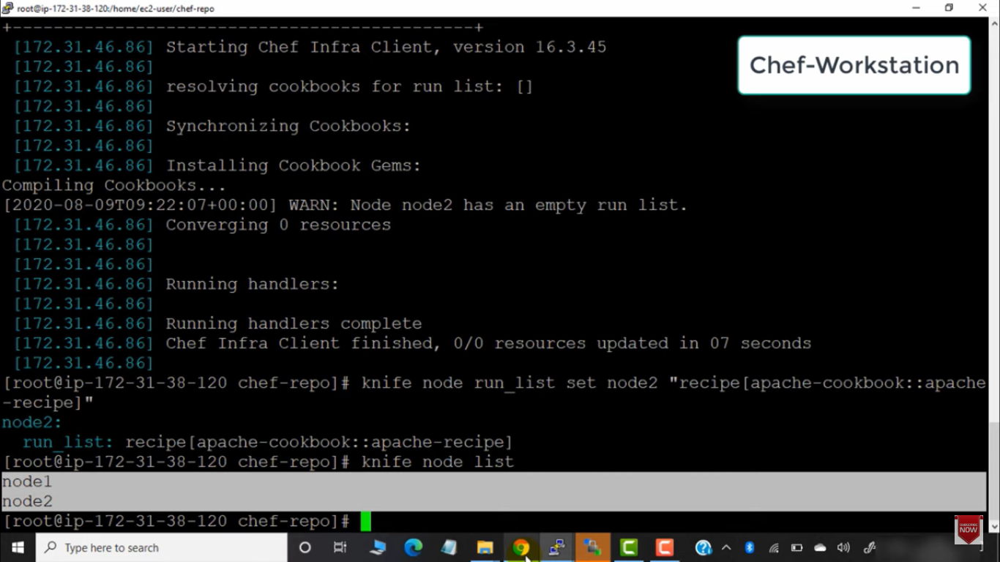 root@ip-172-31-38-120:/home/ec2-user/chef-repo
+---------------------------------------------+
[172.31.46.86] Starting Chef Infra Client, version 16.3.45
[172.31.46.86]
[172.31.46.86] resolving cookbooks for run list: []
[172.31.46.86]
[172.31.46.86] Synchronizing Cookbooks:
[172.31.46.86]
[172.31.46.86] Installing Cookbook Gems:
Compiling Cookbooks...
[2020-08-09T09:22:07+00:00] WARN: Node node2 has an empty run list.
[172.31.46.86] Converging 0 resources
[172.31.46.86]
[172.31.46.86]
[172.31.46.86] Running handlers:
[172.31.46.86]
[172.31.46.86] Running handlers complete
[172.31.46.86] Chef Infra Client finished, 0/0 resources updated in 07 seconds
[172.31.46.86]
[root@ip-172-31-38-120 chef-repo]# knife node run_list set node2 "recipe[apache-cookbook::apache
-recipe]"
node2:
run_list: recipe[apache-cookbook::apache-recipe]
[root@ip-172-31-38-120 chef-repo]# knife node list
node1
node2
[root@ip-172-31-38-120 chef-repo]#
Chef-Workstation
SUBSCRIBE
NOW
Type here to search